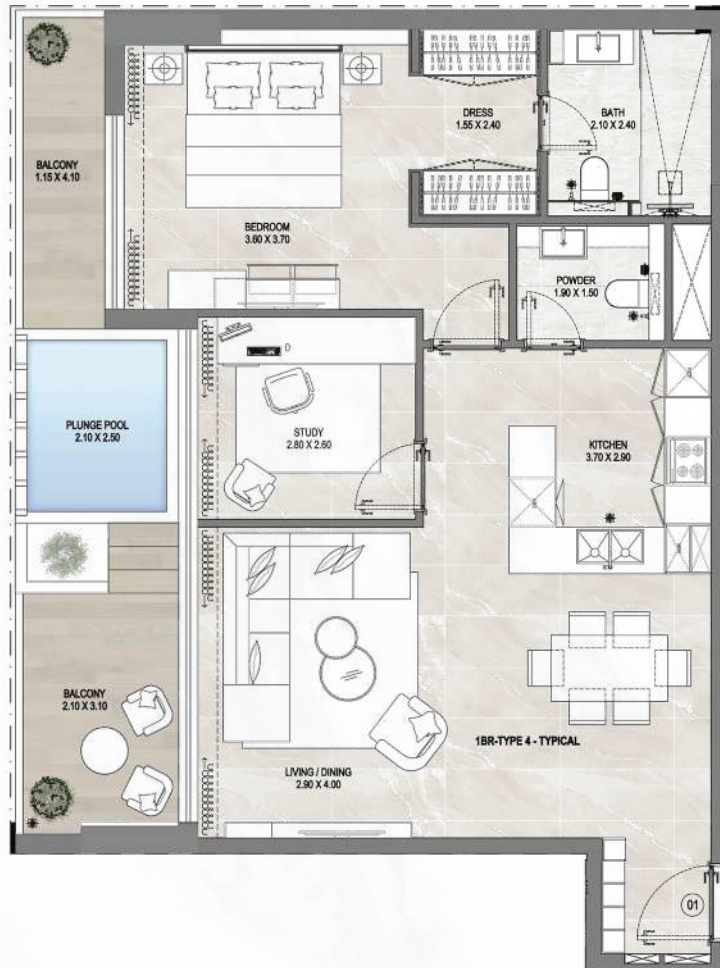 BALCONY
1.15 X 4.10
BEDROOM
3.60 X 3.70
DRESS
1.55 X 2.40
BATH
2.10 X 2.40
POWDER
1.90 X 1.50
PLUNGE POOL
2.10 X 2.50
STUDY
2.80 X 2.60
KITCHEN
3.70 X 2.90
BALCONY
2.10 X 3.10
LIVING / DINING
2.90 X 4.00
1BR-TYPE 4 - TYPICAL
01